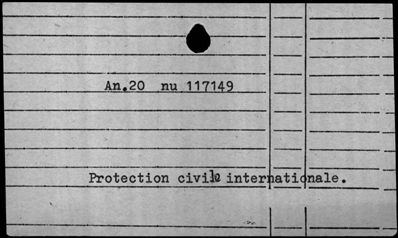 An.20 nu 117149
Protection civile internationale.